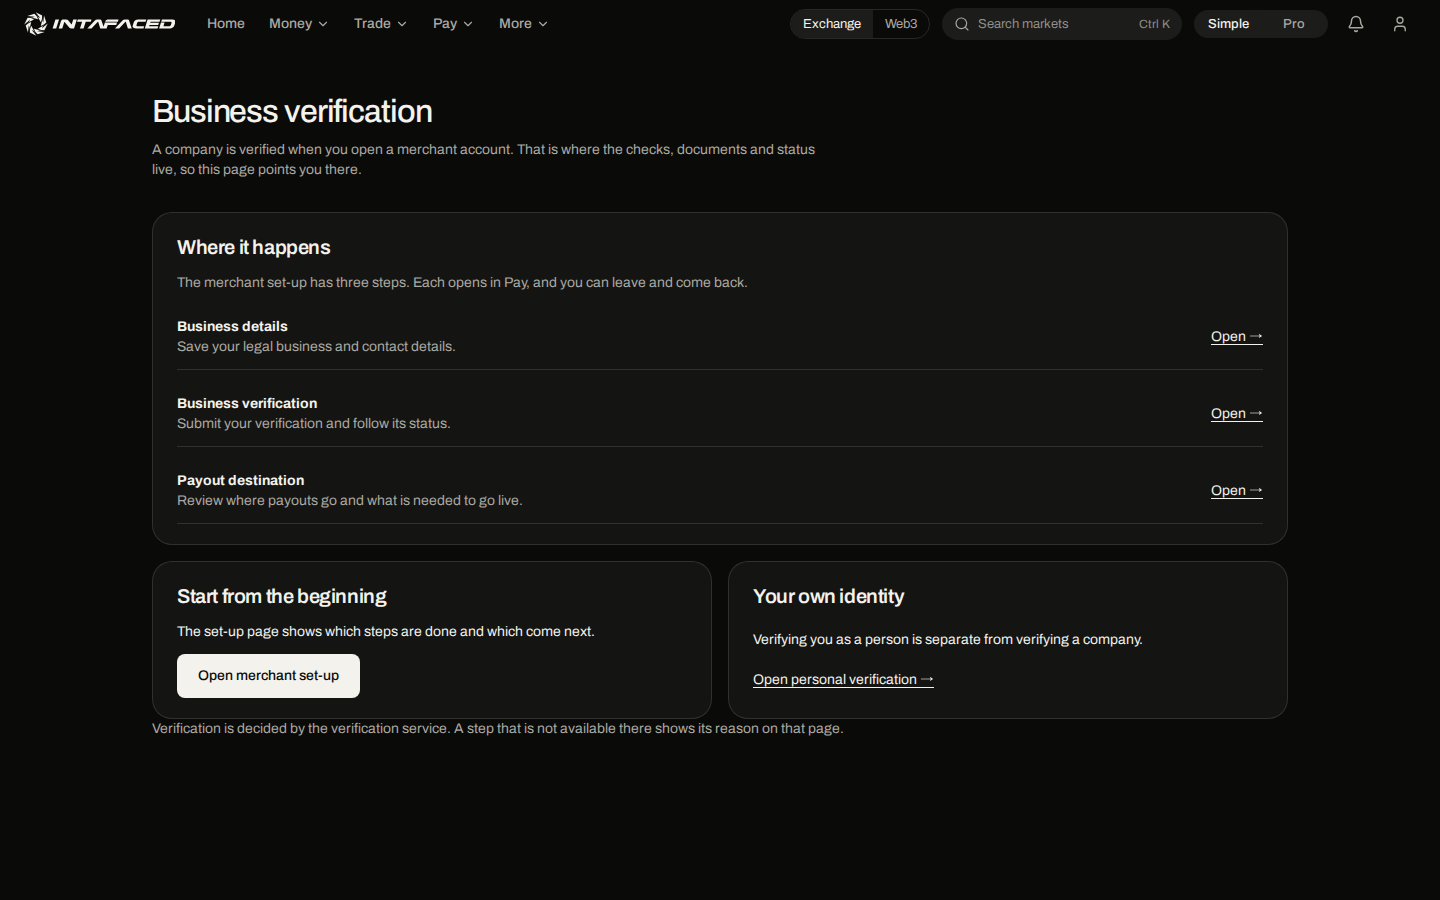 INTAFACED
Home
Money
Trade
Pay
More
Exchange
Web3
Search markets
Ctrl K
Simple
Pro
Business verification
A company is verified when you open a merchant account. That is where the checks, documents and status
live, so this page points you there.
Where it happens
The merchant set-up has three steps. Each opens in Pay, and you can leave and come back.
Business details
Save your legal business and contact details.
Open →
Business verification
Submit your verification and follow its status.
Open →
Payout destination
Review where payouts go and what is needed to go live.
Open →
Start from the beginning
The set-up page shows which steps are done and which come next.
Open merchant set-up
Your own identity
Verifying you as a person is separate from verifying a company.
Open personal verification →
Verification is decided by the verification service. A step that is not available there shows its reason on that page.